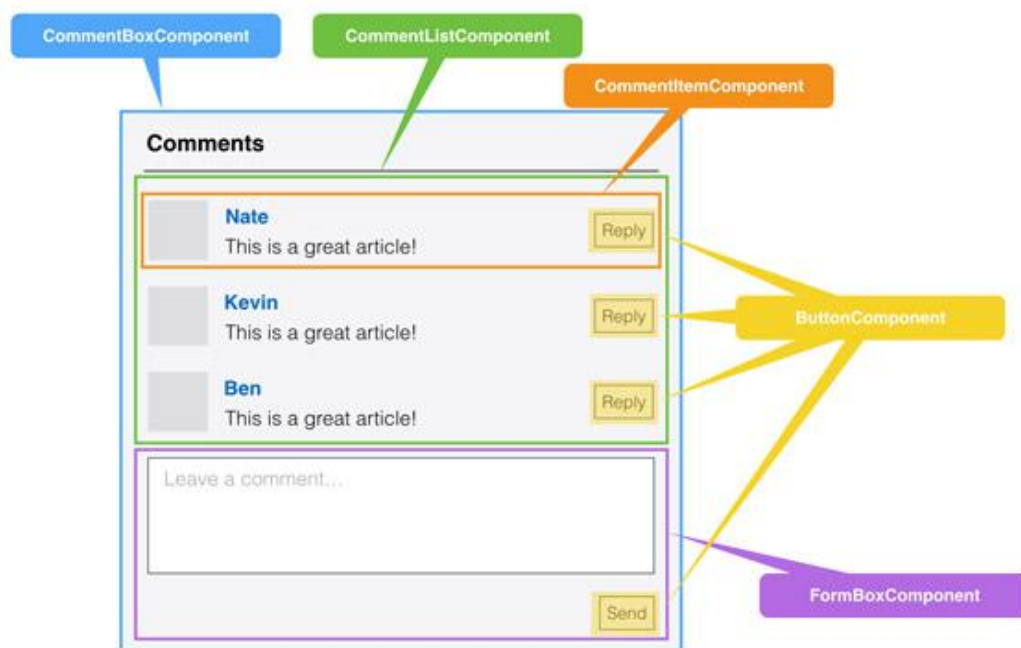 CommentBoxComponent
CommentListComponent
CommentItemComponent
Comments
Nate
This is a great article!
Reply
Kevin
This is a great article!
Reply
ButtonComponent
Ben
This is a great article!
Reply
Leave a comment...
FormBoxComponent
Send